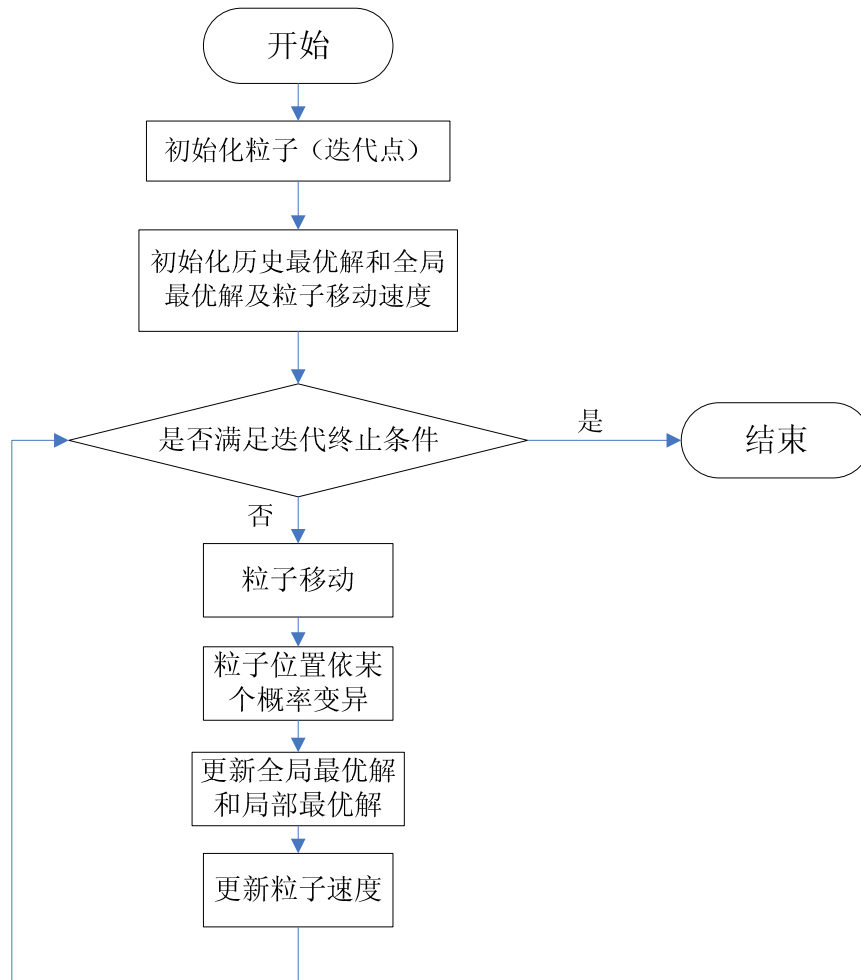 开始
初始化粒子（迭代点）
初始化历史最优解和全局
最优解及粒子移动速度
是否满足迭代终止条件
是
结束
否
粒子移动
粒子位置依某
个概率变异
更新全局最优解
和局部最优解
更新粒子速度